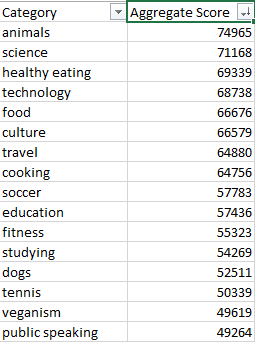 Category Aggregate Score
animals 74965
science 71168
healthy eating 69339
technology 68738
food 66676
culture 66579
travel 64880
cooking 64756
soccer 57783
education 57436
fitness 55323
studying 54269
dogs 52511
tennis 50339
veganism 49619
public speaking 49264